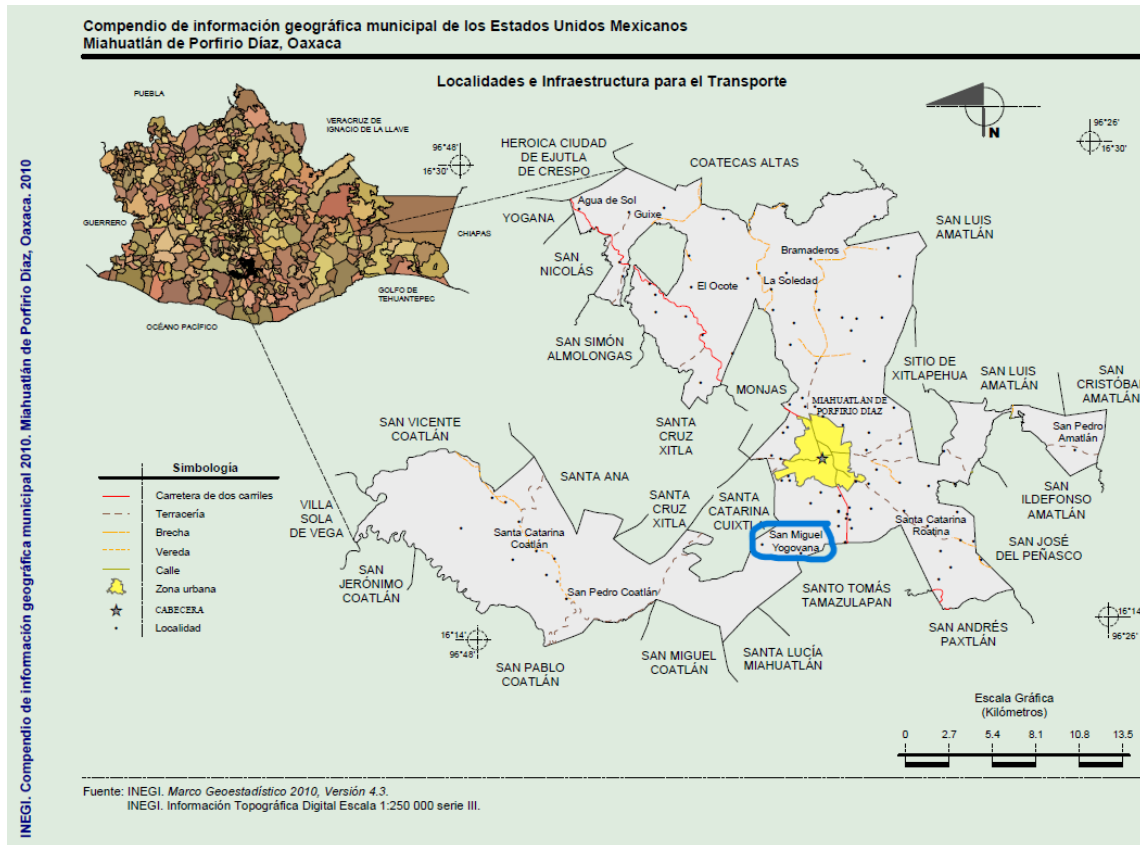 Compendio de información geográfica municipal de los Estados Unidos Mexicanos
Miahuatlán de Porfirio Díaz, Oaxaca
Localidades e Infraestructura para el Transporte
PUEBLA
VERACRUZ DE
IGNACIO DE LA LLAVE
GUERRERO
CHIAPAS
GOLFO DE
TEHUANTEPEC
OCÉANO PACÍFICO
96°48'
16°30'
N
96°26'
16°30'
HEROICA CIUDAD
DE EJUTLA
DE CRESPO
COATECAS ALTAS
YOGANA
Agua de Sol
Guixe
SAN LUIS
AMATLÁN
SAN
NICOLÁS
Bramaderos
El Ocote
La Soledad
SAN SIMÓN
ALMOLONGAS
SITIO DE
XITLAPEHUA
SAN LUIS
AMATLÁN
SAN
CRISTÓBAL
AMATLÁN
MONJAS
MIAHUATLÁN DE
PORFIRIO DÍAZ
SAN VICENTE
COATLÁN
SANTA
CRUZ
XITLA
San Pedro
Amatlán
SANTA ANA
SANTA
CRUZ
XITLA
SANTA
CATARINA
CUIXTLA
SAN
ILDEFONSO
AMATLÁN
VILLA
SOLA
DE VEGA
Santa Catarina
Coatlán
San Miguel
Yogovana
Santa Catarina
Roatina
SAN JOSÉ
DEL PEÑASCO
SAN
JERÓNIMO
COATLÁN
San Pedro Coatlán
SANTO TOMÁS
TAMAZULAPAN
SAN ANDRÉS
PAXTLÁN
16°14'
96°48'
16°14'
96°26'
SAN PABLO
COATLÁN
SAN MIGUEL
COATLÁN
SANTA LUCÍA
MIAHUATLÁN
Simbología
Carretera de dos carriles
Terracería
Brecha
Vereda
Calle
Zona urbana
CABECERA
Localidad
Escala Gráfica
(Kilómetros)
0 2.7 5.4 8.1 10.8 13.5
Fuente: INEGI. Marco Geoestadístico 2010, Versión 4.3.
INEGI. Información Topográfica Digital Escala 1:250 000 serie III.
INEGI. Compendio de información geográfica municipal 2010. Miahuatlán de Porfirio Díaz, Oaxaca. 2010